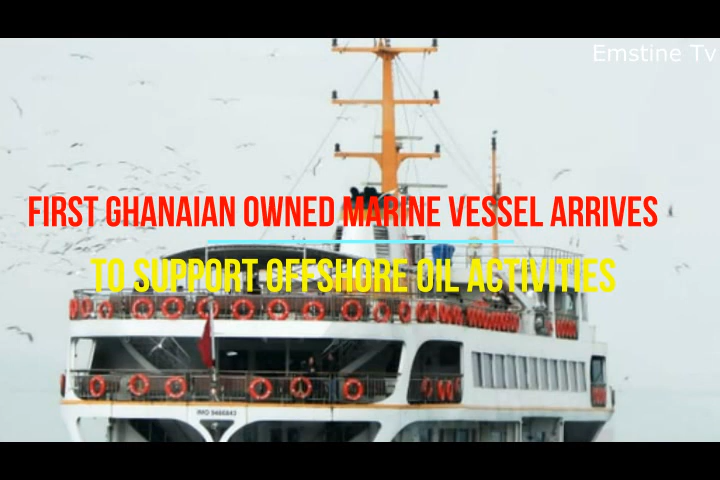 Emstine Tv
FIRST GHANAIAN OWNED MARINE VESSEL ARRIVES
TO SUPPORT OFFSHORE OIL ACTIVITIES